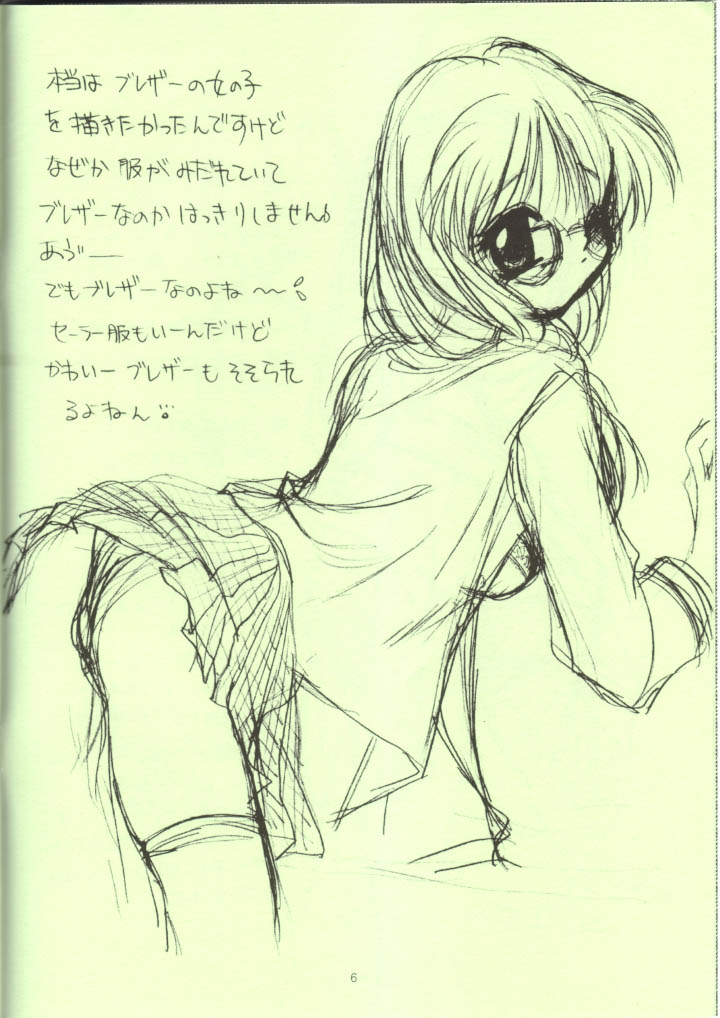 本当は ブレザーの女の子
を描きたかったんですけど
なぜか 服が みだれていて
ブレザーなのか はっきりしません♪
あぅ゛ー
でもブレザーなのよね〜〜
セーラー服もいーんだけど
かわいー ブレザーも そそられ
るよねん
6